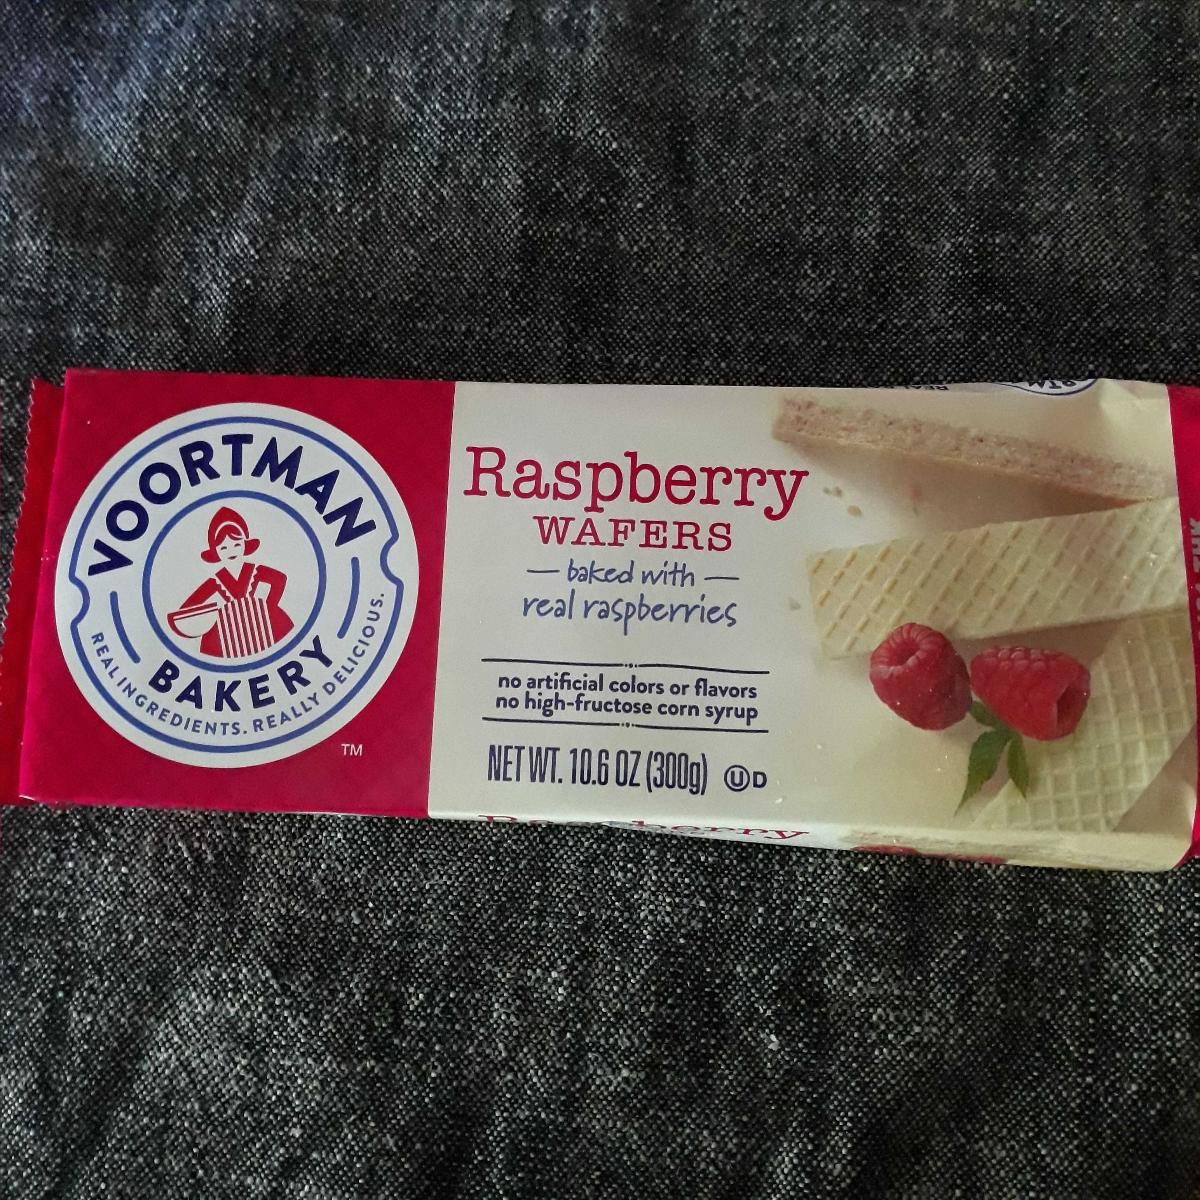 VOORTMAN
BAKERY
REAL INGREDIENTS. REALLY DELICIOUS.
TM
Raspberry
WAFERS
— baked with —
real raspberries
no artificial colors or flavors
no high-fructose corn syrup
NET WT. 10.6 OZ (300g) U D
Raspberry